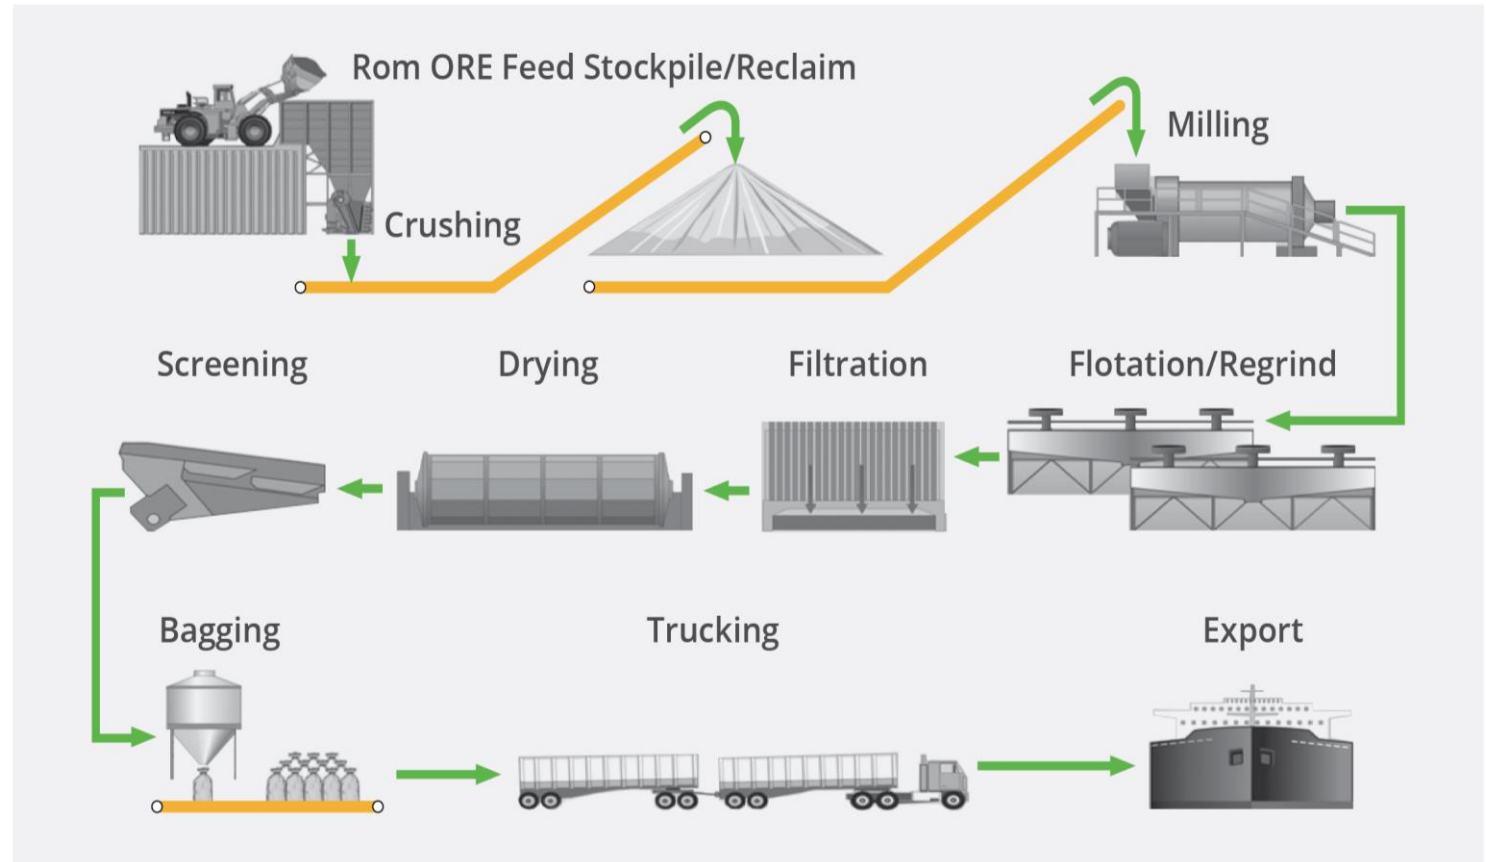 Rom ORE Feed Stockpile/Reclaim
Milling
Crushing
Screening
Drying
Filtration
Flotation/Regrind
Bagging
Trucking
Export